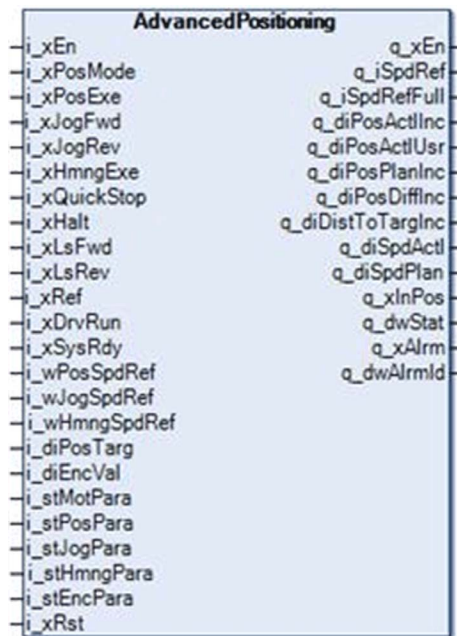 AdvancedPositioning
i_xEn q_xEn
i_xPosMode q_iSpdRef
i_xPosExe q_iSpdRefFull
i_xJogFwd q_diPosActlInc
i_xJogRev q_diPosActlUsr
i_xHmngExe q_diPosPlanInc
i_xQuickStop q_diPosDiffInc
i_xHalt q_diDistToTargInc
i_xLsFwd q_diSpdActl
i_xLsRev q_diSpdPlan
i_xRef q_xInPos
i_xDrvRun q_dwStat
i_xSysRdy q_xAlrm
i_wPosSpdRef q_dwAlrmId
i_wJogSpdRef
i_wHmngSpdRef
i_diPosTarg
i_diEncVal
i_stMotPara
i_stPosPara
i_stJogPara
i_stHmngPara
i_stEncPara
i_xRst